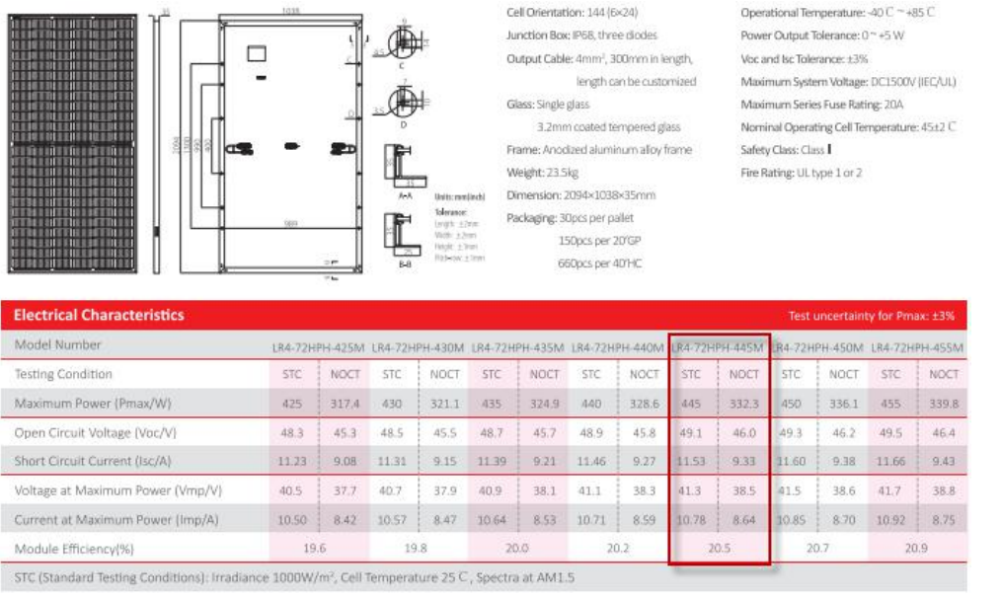 35
1038
9
14
8.5
C
7
10
3.5
D
2094
1300
990
400
C
D
989
35
A-A
35
25
B-B
Units: mm(inch)
Tolerance:
Length: ±2mm
Width: ±2mm
Height: ±1mm
Pitch-row: ±1mm
Cell Orientation: 144 (6×24)
Junction Box: IP68, three diodes
Output Cable: 4mm², 300mm in length,
length can be customized
Glass: Single glass
3.2mm coated tempered glass
Frame: Anodized aluminum alloy frame
Weight: 23.5kg
Dimension: 2094×1038×35mm
Packaging: 30pcs per pallet
150pcs per 20'GP
660pcs per 40'HC
Operational Temperature: -40 C ~ +85 C
Power Output Tolerance: 0 ~ +5 W
Voc and Isc Tolerance: ±3%
Maximum System Voltage: DC1500V (IEC/UL)
Maximum Series Fuse Rating: 20A
Nominal Operating Cell Temperature: 45±2 C
Safety Class: Class Ⅱ
Fire Rating: UL type 1 or 2
Electrical Characteristics Test uncertainty for Pmax: ±3%
Model Number LR4-72HPH-425M LR4-72HPH-430M LR4-72HPH-435M LR4-72HPH-440M LR4-72HPH-445M LR4-72HPH-450M LR4-72HPH-455M
Testing Condition STC NOCT STC NOCT STC NOCT STC NOCT STC NOCT STC NOCT STC NOCT
Maximum Power (Pmax/W) 425 317.4 430 321.1 435 324.9 440 328.6 445 332.3 450 336.1 455 339.8
Open Circuit Voltage (Voc/V) 48.3 45.3 48.5 45.5 48.7 45.7 48.9 45.8 49.1 46.0 49.3 46.2 49.5 46.4
Short Circuit Current (Isc/A) 11.23 9.08 11.31 9.15 11.39 9.21 11.46 9.27 11.53 9.33 11.60 9.38 11.66 9.43
Voltage at Maximum Power (Vmp/V) 40.5 37.7 40.7 37.9 40.9 38.1 41.1 38.3 41.3 38.5 41.5 38.6 41.7 38.8
Current at Maximum Power (Imp/A) 10.50 8.42 10.57 8.47 10.64 8.53 10.71 8.59 10.78 8.64 10.85 8.70 10.92 8.75
Module Efficiency(%) 19.6 19.8 20.0 20.2 20.5 20.7 20.9
STC (Standard Testing Conditions): Irradiance 1000W/m², Cell Temperature 25 C , Spectra at AM1.5